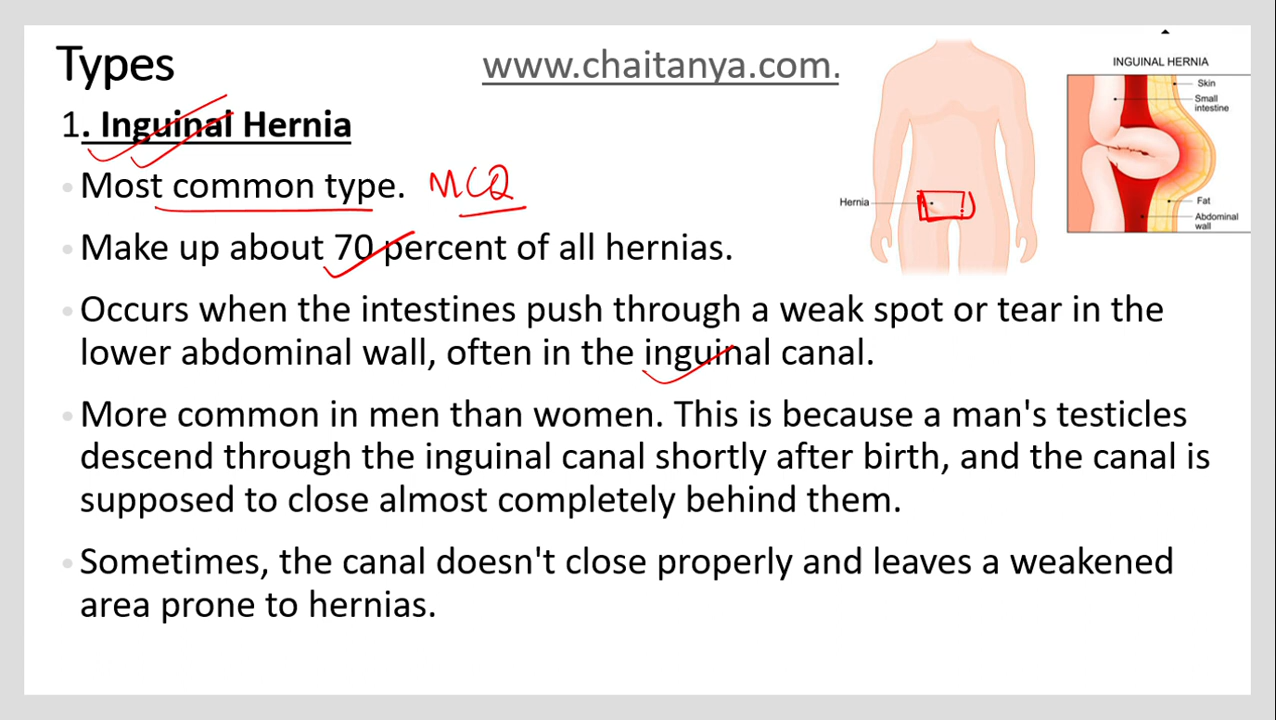 Types
www.chaitanya.com.
1. Inguinal Hernia
Most common type. MCQ
Make up about 70 percent of all hernias.
Occurs when the intestines push through a weak spot or tear in the
lower abdominal wall, often in the inguinal canal.
More common in men than women. This is because a man's testicles
descend through the inguinal canal shortly after birth, and the canal is
supposed to close almost completely behind them.
Sometimes, the canal doesn't close properly and leaves a weakened
area prone to hernias.
Hernia
INGUINAL HERNIA
Skin
Small
intestine
Fat
Abdominal
wall